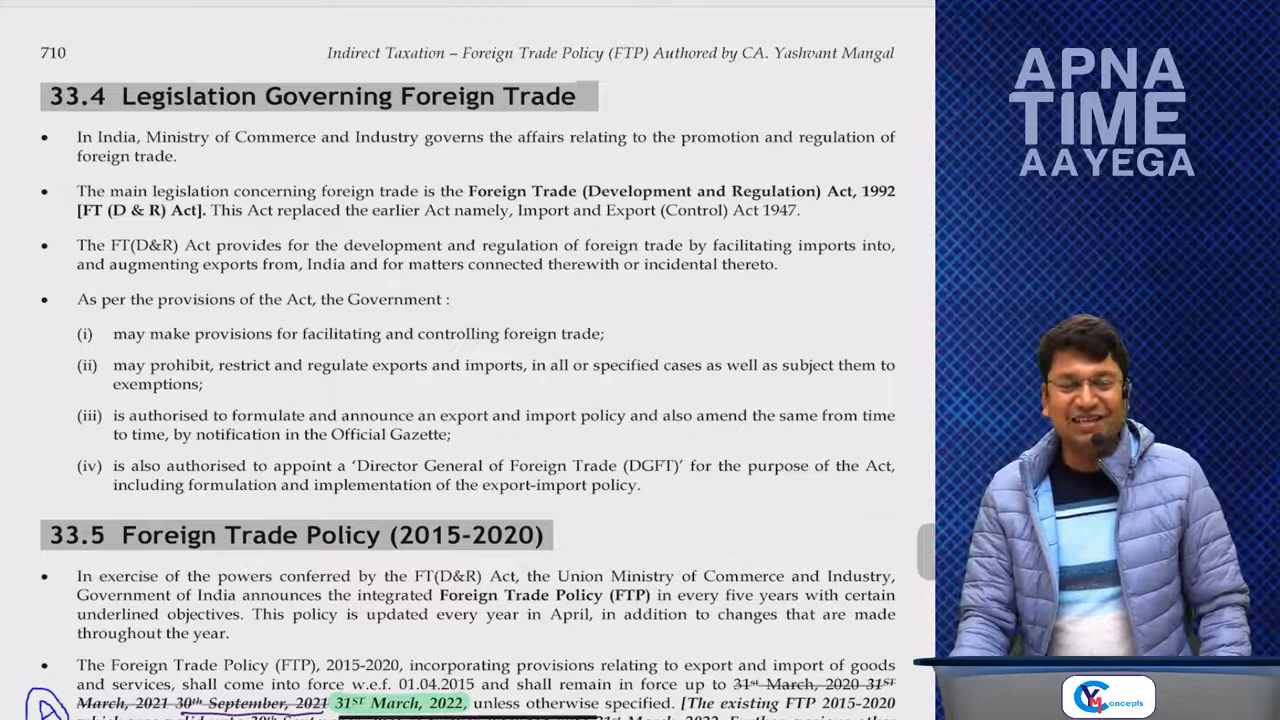 710
Indirect Taxation – Foreign Trade Policy (FTP) Authored by CA. Yashvant Mangal
33.4 Legislation Governing Foreign Trade
• In India, Ministry of Commerce and Industry governs the affairs relating to the promotion and regulation of
foreign trade.
• The main legislation concerning foreign trade is the Foreign Trade (Development and Regulation) Act, 1992
[FT (D & R) Act]. This Act replaced the earlier Act namely, Import and Export (Control) Act 1947.
• The FT(D&R) Act provides for the development and regulation of foreign trade by facilitating imports into,
and augmenting exports from, India and for matters connected therewith or incidental thereto.
• As per the provisions of the Act, the Government :
(i) may make provisions for facilitating and controlling foreign trade;
(ii) may prohibit, restrict and regulate exports and imports, in all or specified cases as well as subject them to
exemptions;
(iii) is authorised to formulate and announce an export and import policy and also amend the same from time
to time, by notification in the Official Gazette;
(iv) is also authorised to appoint a 'Director General of Foreign Trade (DGFT)' for the purpose of the Act,
including formulation and implementation of the export-import policy.
33.5 Foreign Trade Policy (2015-2020)
• In exercise of the powers conferred by the FT(D&R) Act, the Union Ministry of Commerce and Industry,
Government of India announces the integrated Foreign Trade Policy (FTP) in every five years with certain
underlined objectives. This policy is updated every year in April, in addition to changes that are made
throughout the year.
• The Foreign Trade Policy (FTP), 2015-2020, incorporating provisions relating to export and import of goods
and services, shall come into force w.e.f. 01.04.2015 and shall remain in force up to 31st March, 2020 31ST
March, 2021 30th September, 2021 31ST March, 2022, unless otherwise specified. [The existing FTP 2015-2020
APNA
TIME
AAYEGA
YM
Concepts